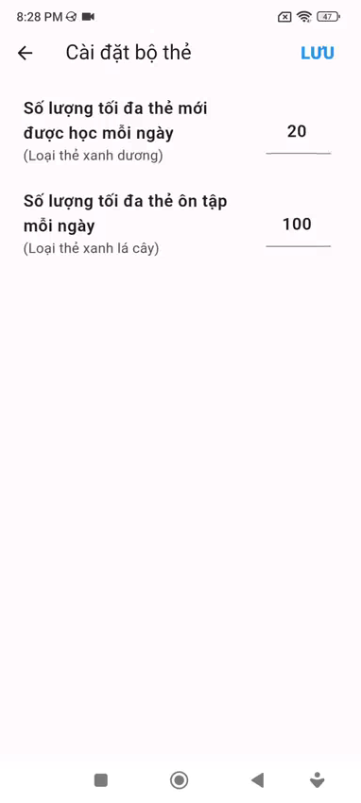 8:28 PM
47
Cài đặt bộ thẻ
LƯU
Số lượng tối đa thẻ mới
được học mỗi ngày
20
(Loại thẻ xanh dương)
Số lượng tối đa thẻ ôn tập
mỗi ngày
100
(Loại thẻ xanh lá cây)